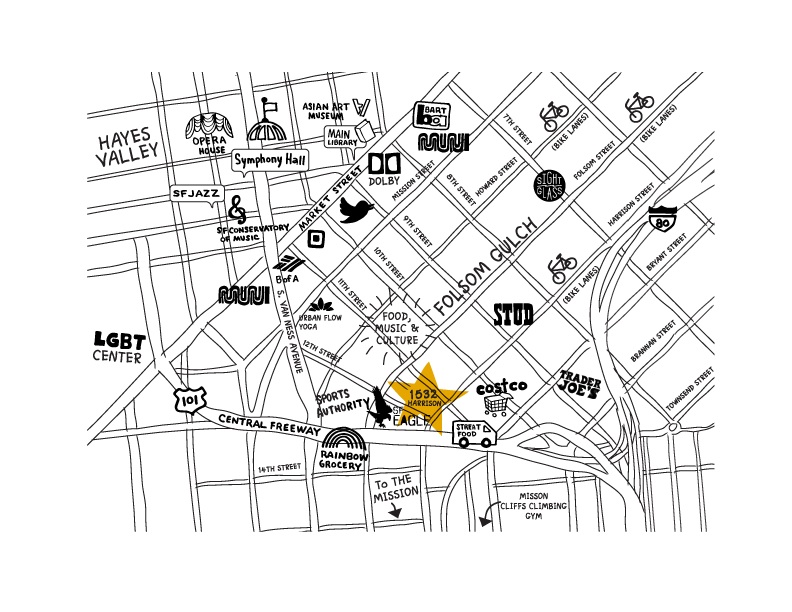 HAYES
VALLEY
OPERA
HOUSE
Symphony Hall
ASIAN ART
MUSEUM
MAIN
LIBRARY
DOLBY
BART
MUNI
SFJAZZ
SF CONSERVATORY
OF MUSIC
MARKET STREET
MISSION STREET
7TH STREET
(BIKE LANES)
(BIKE LANES)
8TH STREET
HOWARD STREET
FOLSOM STREET
SIGHT
GLASS
HARRISON STREET
80
BRYANT STREET
9TH STREET
10TH STREET
FOLSOM GULCH
(BIKE LANES)
BofA
MUNI
S. VAN NESS AVENUE
11TH STREET
URBAN FLOW
YOGA
FOOD,
MUSIC &
CULTURE
STUD
12TH STREET
LGBT
CENTER
BRANNAN STREET
TOWNSEND STREET
101
CENTRAL FREEWAY
SPORTS
AUTHORITY
1532
HARRISON
SF
EAGLE
COSTCO
TRADER
JOE'S
STREET
FOOD
RAINBOW
GROCERY
14TH STREET
To THE
MISSION
MISSON
CLIFFS CLIMBING
GYM